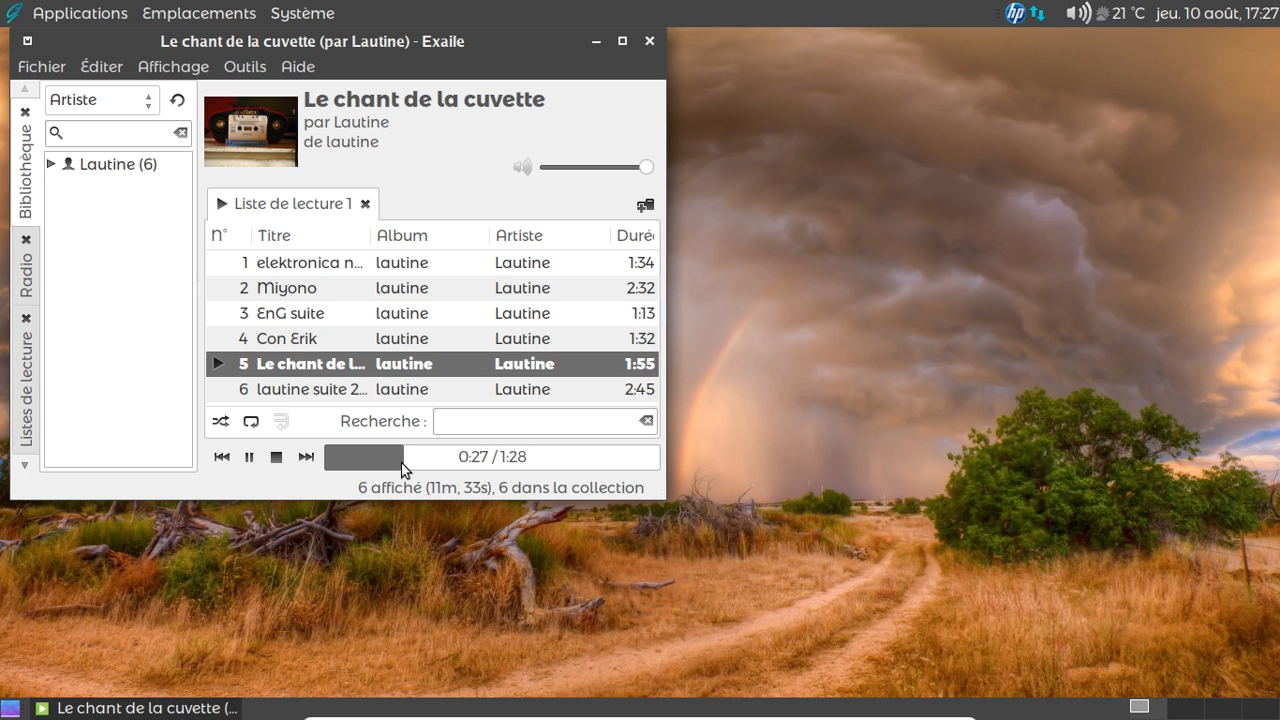 Applications Emplacements Système
21 °C jeu. 10 août, 17:27
Le chant de la cuvette (par Lautine) - Exaile
Fichier Éditer Affichage Outils Aide
Bibliothèque
Radio
Listes de lecture
Artiste
Lautine (6)
Le chant de la cuvette
par Lautine
de lautine
Liste de lecture 1
N° Titre Album Artiste Duré
1 elektronica n... lautine Lautine 1:34
2 Miyono lautine Lautine 2:32
3 EnG suite lautine Lautine 1:13
4 Con Erik lautine Lautine 1:32
5 Le chant de l... lautine Lautine 1:55
6 lautine suite 2... lautine Lautine 2:45
Recherche :
0:27 / 1:28
6 affiché (11m, 33s), 6 dans la collection
Le chant de la cuvette (...